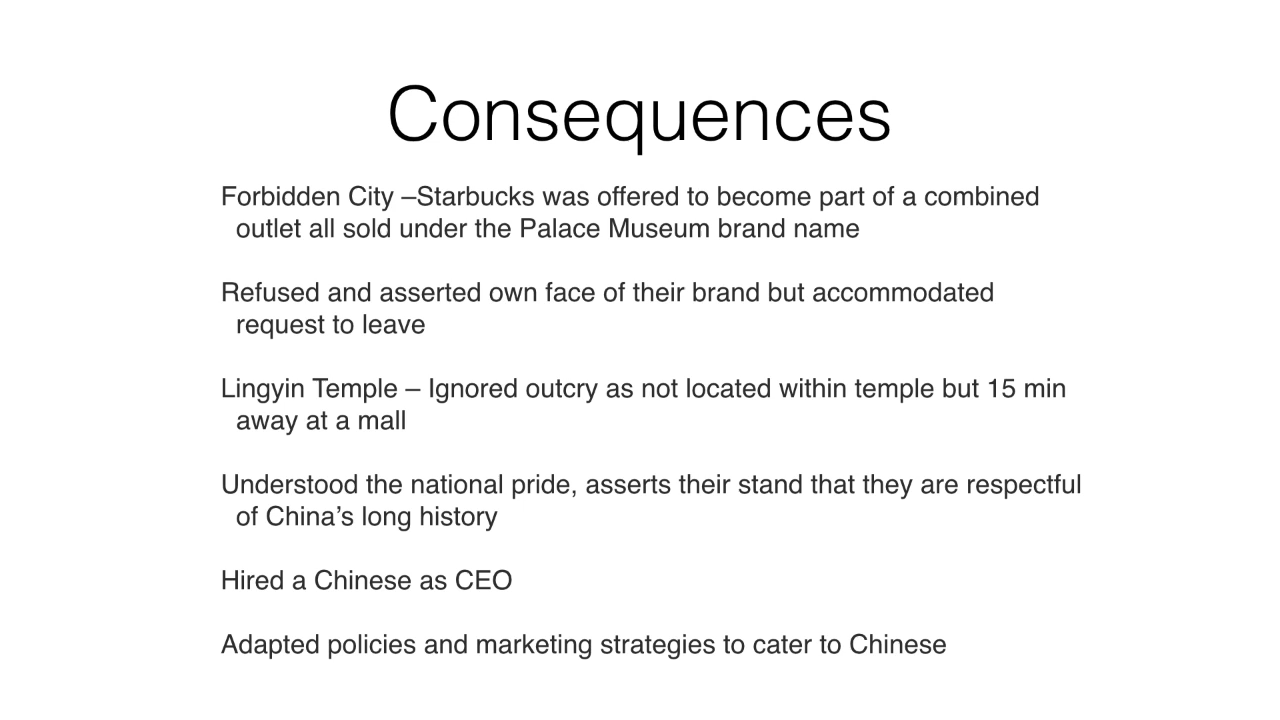 Consequences
Forbidden City –Starbucks was offered to become part of a combined
outlet all sold under the Palace Museum brand name
Refused and asserted own face of their brand but accommodated
request to leave
Lingyin Temple – Ignored outcry as not located within temple but 15 min
away at a mall
Understood the national pride, asserts their stand that they are respectful
of China’s long history
Hired a Chinese as CEO
Adapted policies and marketing strategies to cater to Chinese